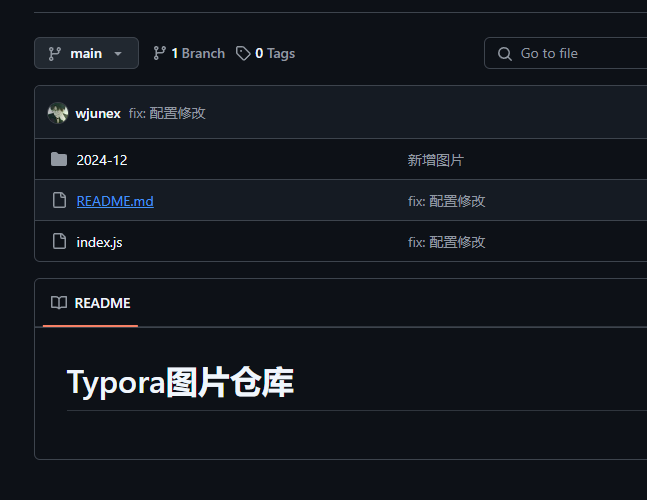 main 1 Branch 0 Tags Go to file
wjunex fix: 配置修改
2024-12 新增图片
README.md fix: 配置修改
index.js fix: 配置修改
README
Typora图片仓库